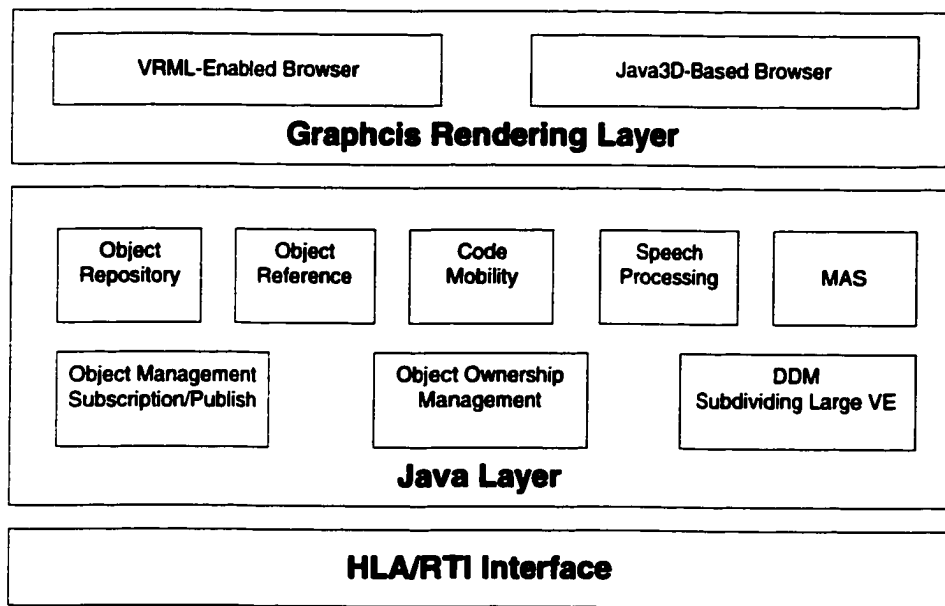 VRML-Enabled Browser
Java3D-Based Browser
Graphcis Rendering Layer
Object
Repository
Object
Reference
Code
Mobility
Speech
Processing
MAS
Object Management
Subscription/Publish
Object Ownership
Management
DDM
Subdividing Large VE
Java Layer
HLA/RTI Interface